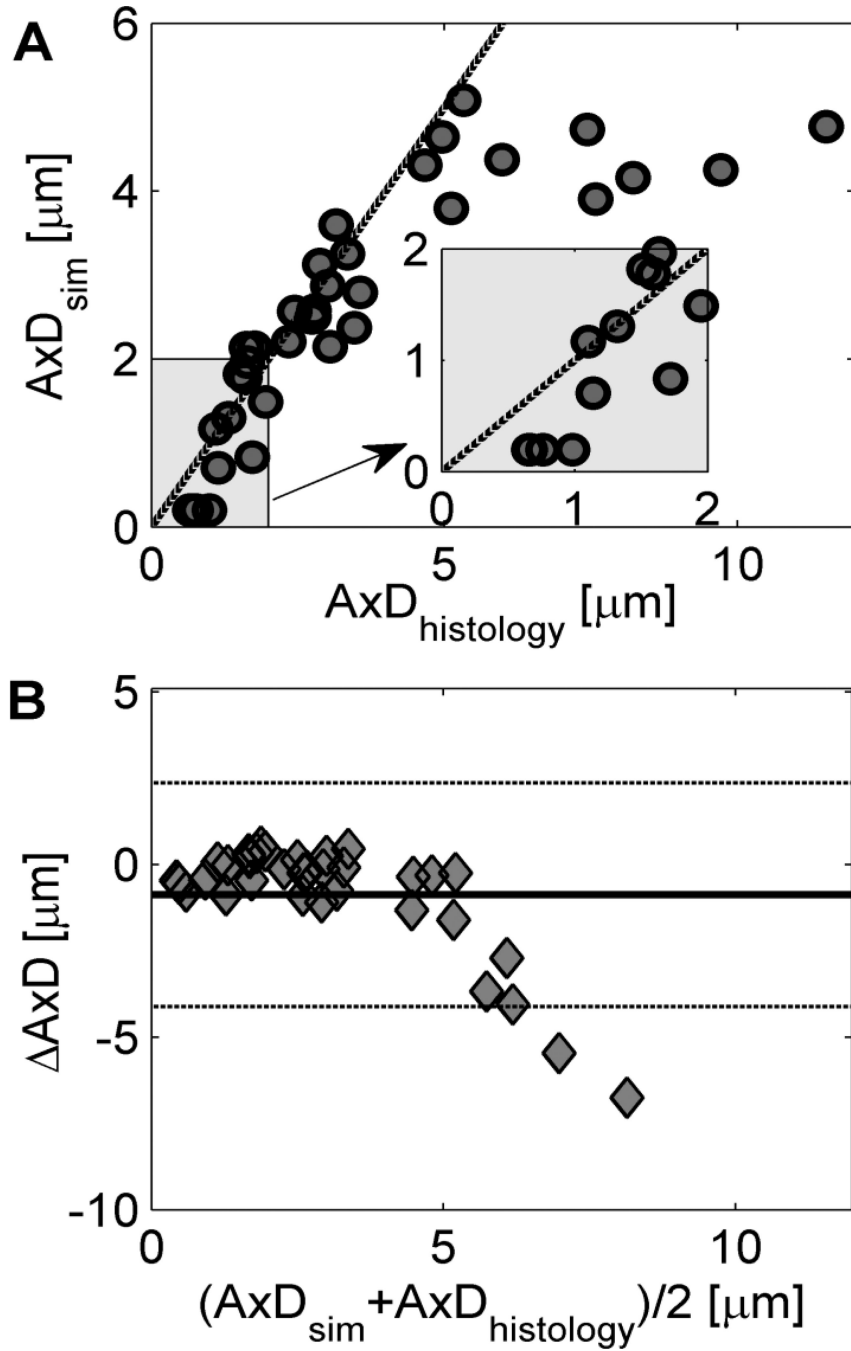 A
6
4
2
0
AxD_sim [μm]
2
1
0
0 1 2
0 5 10
AxD_histology [μm]
B
5
0
-5
-10
ΔAxD [μm]
0 5 10
(AxD_sim+AxD_histology)/2 [μm]